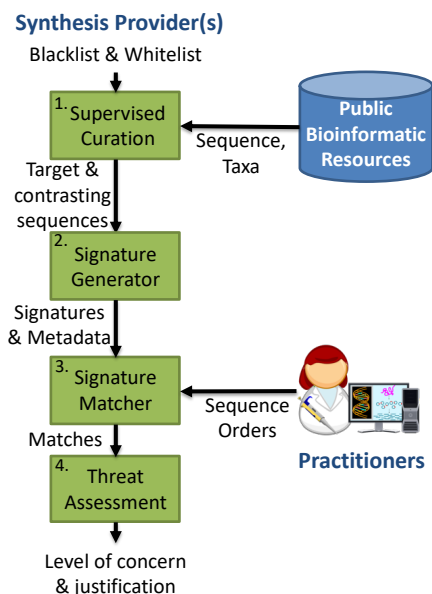 Synthesis Provider(s)
Blacklist & Whitelist
1.
Supervised
Curation
Public
Bioinformatic
Resources
Sequence,
Taxa
Target &
contrasting
sequences
2.
Signature
Generator
Signatures
& Metadata
3.
Signature
Matcher
Sequence
Orders
Practitioners
Matches
4.
Threat
Assessment
Level of concern
& justification